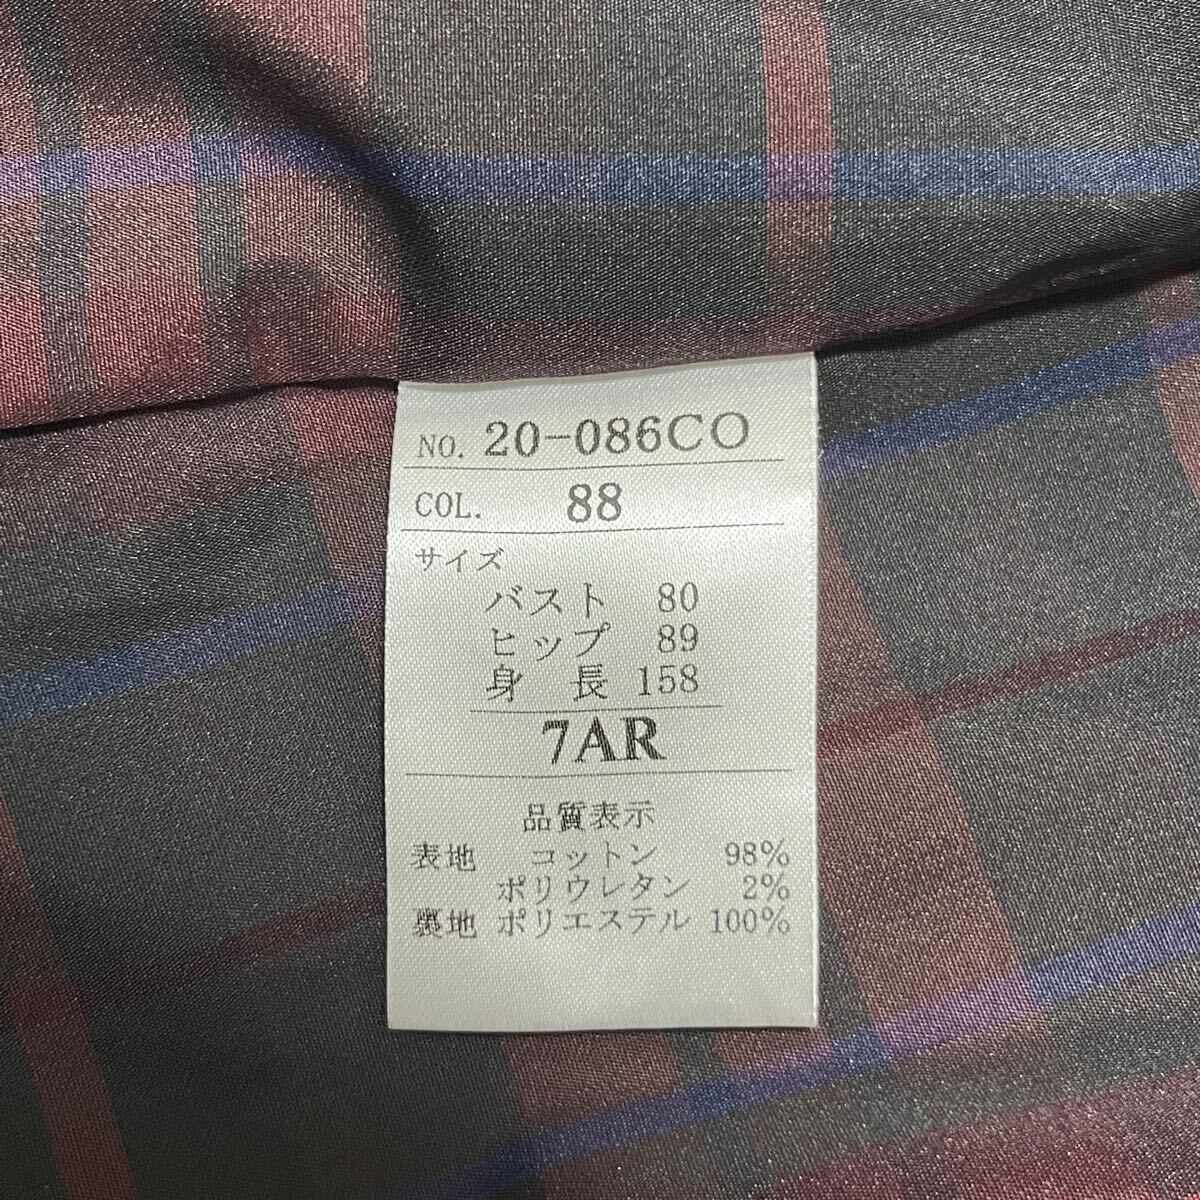 NO. 20-086CO
COL. 88
サイズ
バスト 80
ヒップ 89
身長 158
7AR
品質表示
表地 コットン 98%
ポリウレタン 2%
裏地 ポリエステル 100%